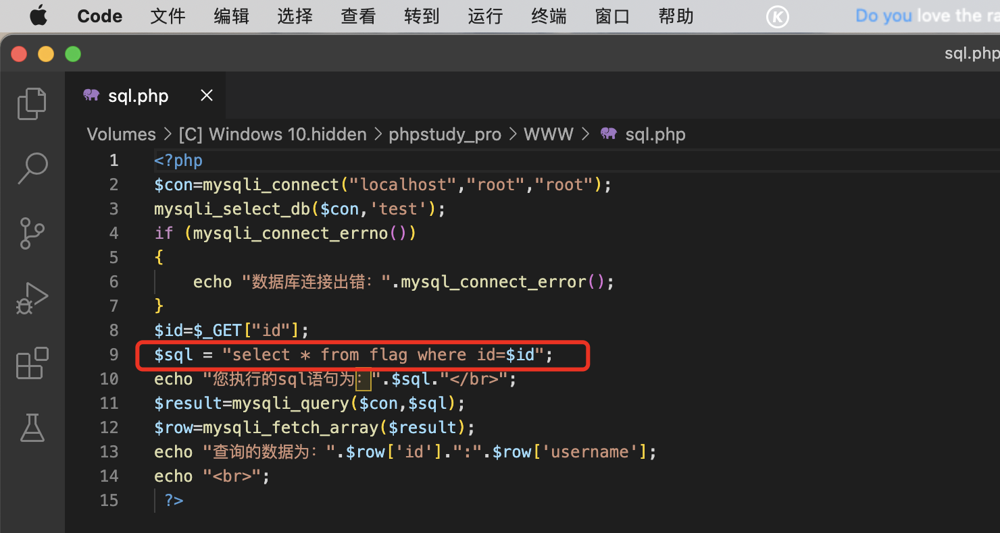 Code 文件 编辑 选择 查看 转到 运行 终端 窗口 帮助 K Do you love the ra
sql.php
sql.php
Volumes > [C] Windows 10.hidden > phpstudy_pro > WWW > sql.php
1 <?php
2 $con=mysqli_connect("localhost","root","root");
3 mysqli_select_db($con,'test');
4 if (mysqli_connect_errno())
5 {
6     echo "数据库连接出错：".mysql_connect_error();
7 }
8 $id=$_GET["id"];
9 $sql = "select * from flag where id=$id";
10 echo "您执行的sql语句为：".$sql."</br>";
11 $result=mysqli_query($con,$sql);
12 $row=mysqli_fetch_array($result);
13 echo "查询的数据为：".$row['id'].":".$row['username'];
14 echo "<br>";
15  ?>